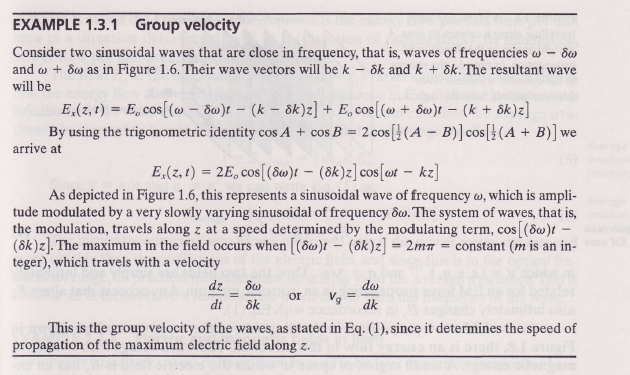 EXAMPLE 1.3.1 Group velocity
Consider two sinusoidal waves that are close in frequency, that is, waves of frequencies ω − δω
and ω + δω as in Figure 1.6. Their wave vectors will be k − δk and k + δk. The resultant wave
will be
Eₓ(z, t) = Eₒ cos[(ω − δω)t − (k − δk)z] + Eₒ cos[(ω + δω)t − (k + δk)z]
By using the trigonometric identity cos A + cos B = 2 cos[½(A − B)] cos[½(A + B)] we
arrive at
Eₓ(z, t) = 2Eₒ cos[(δω)t − (δk)z] cos[ωt − kz]
As depicted in Figure 1.6, this represents a sinusoidal wave of frequency ω, which is ampli-
tude modulated by a very slowly varying sinusoidal of frequency δω. The system of waves, that is,
the modulation, travels along z at a speed determined by the modulating term, cos[(δω)t −
(δk)z]. The maximum in the field occurs when [(δω)t − (δk)z] = 2mπ = constant (m is an in-
teger), which travels with a velocity
dz/dt = δω/δk or v_g = dω/dk
This is the group velocity of the waves, as stated in Eq. (1), since it determines the speed of
propagation of the maximum electric field along z.